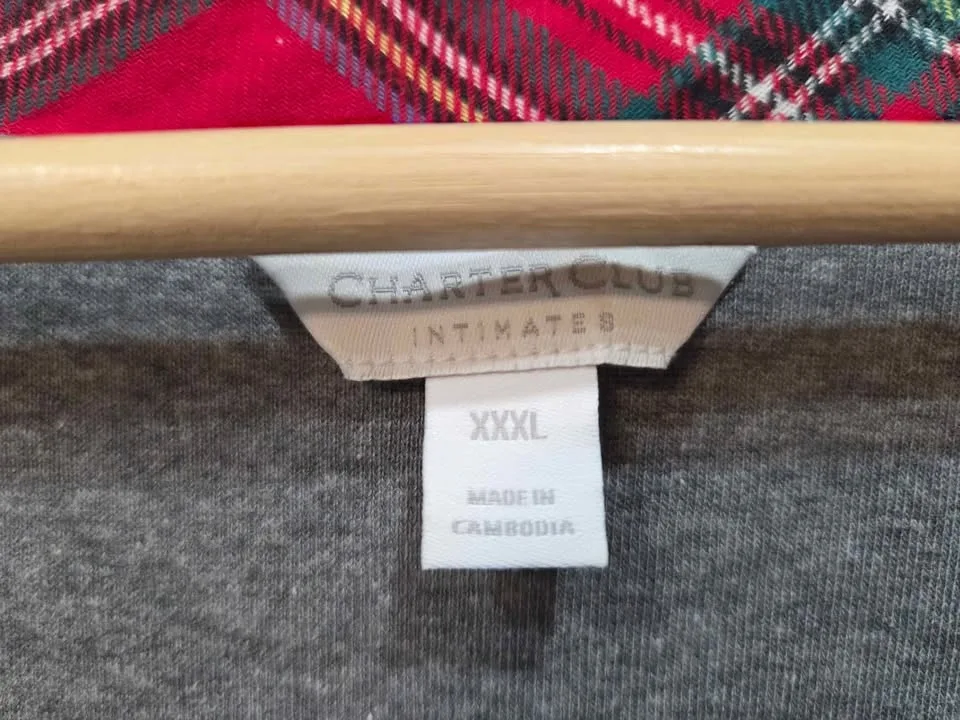 CHARTER CLUB
INTIMATES
XXXL
MADE IN
CAMBODIA